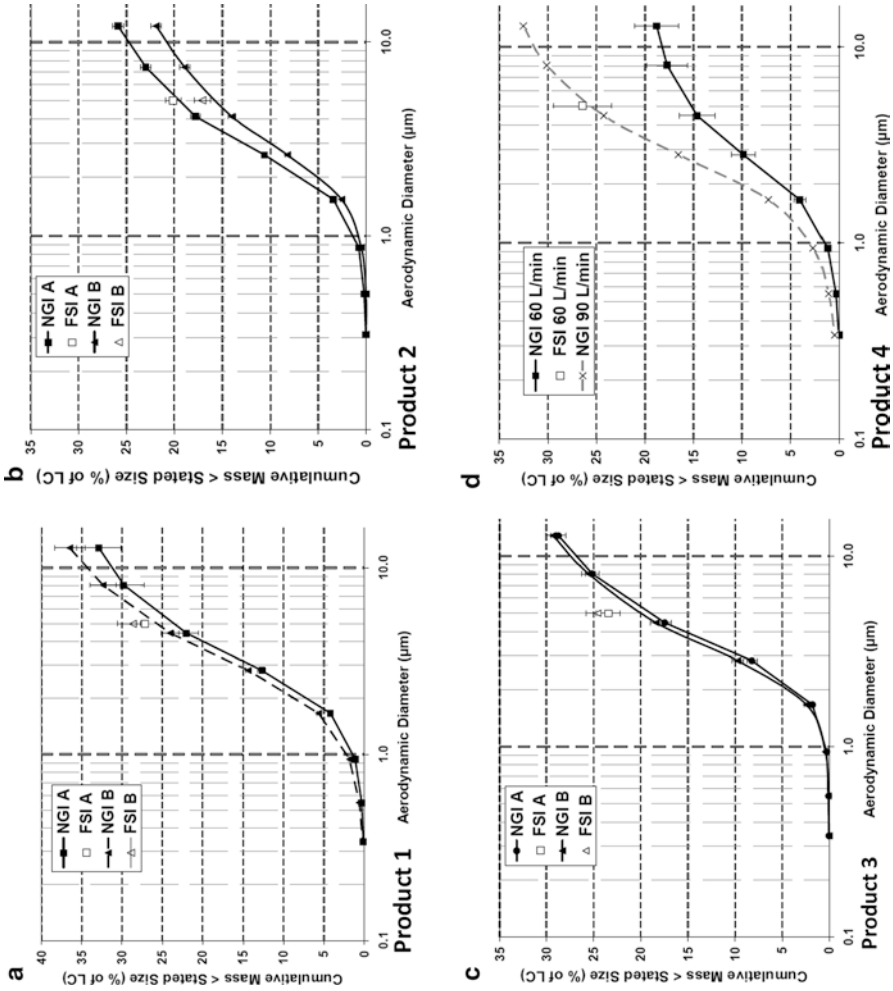 a
Cumulative Mass < Stated Size (% of LC)
40
35
30
25
20
15
10
5
0
NGI A
FSI A
NGI B
FSI B
0.1
1.0
10.0
Aerodynamic Diameter (μm)
Product 1
b
Cumulative Mass < Stated Size (% of LC)
35
30
25
20
15
10
5
0
NGI A
FSI A
NGI B
FSI B
0.1
1.0
10.0
Aerodynamic Diameter (μm)
Product 2
c
Cumulative Mass < Stated Size (% of LC)
35
30
25
20
15
10
5
0
NGI A
FSI A
NGI B
FSI B
0.1
1.0
10.0
Aerodynamic Diameter (μm)
Product 3
d
Cumulative Mass < Stated Size (% of LC)
35
30
25
20
15
10
5
0
NGI 60 L/min
FSI 60 L/min
NGI 90 L/min
0.1
1.0
10.0
Aerodynamic Diameter (μm)
Product 4